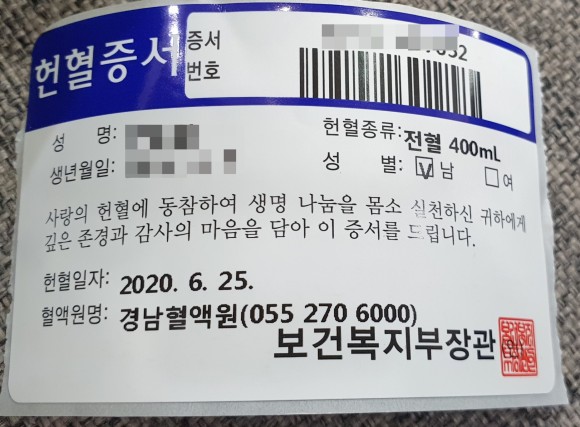 헌혈증서
증서
번호
성 명:
헌혈종류: 전혈 400mL
생년월일:
성 별: ☑남 ☐여
사랑의 헌혈에 동참하여 생명 나눔을 몸소 실천하신 귀하에게
깊은 존경과 감사의 마음을 담아 이 증서를 드립니다.
헌혈일자: 2020. 6. 25.
혈액원명: 경남혈액원(055 270 6000)
보건복지부장관 (인)